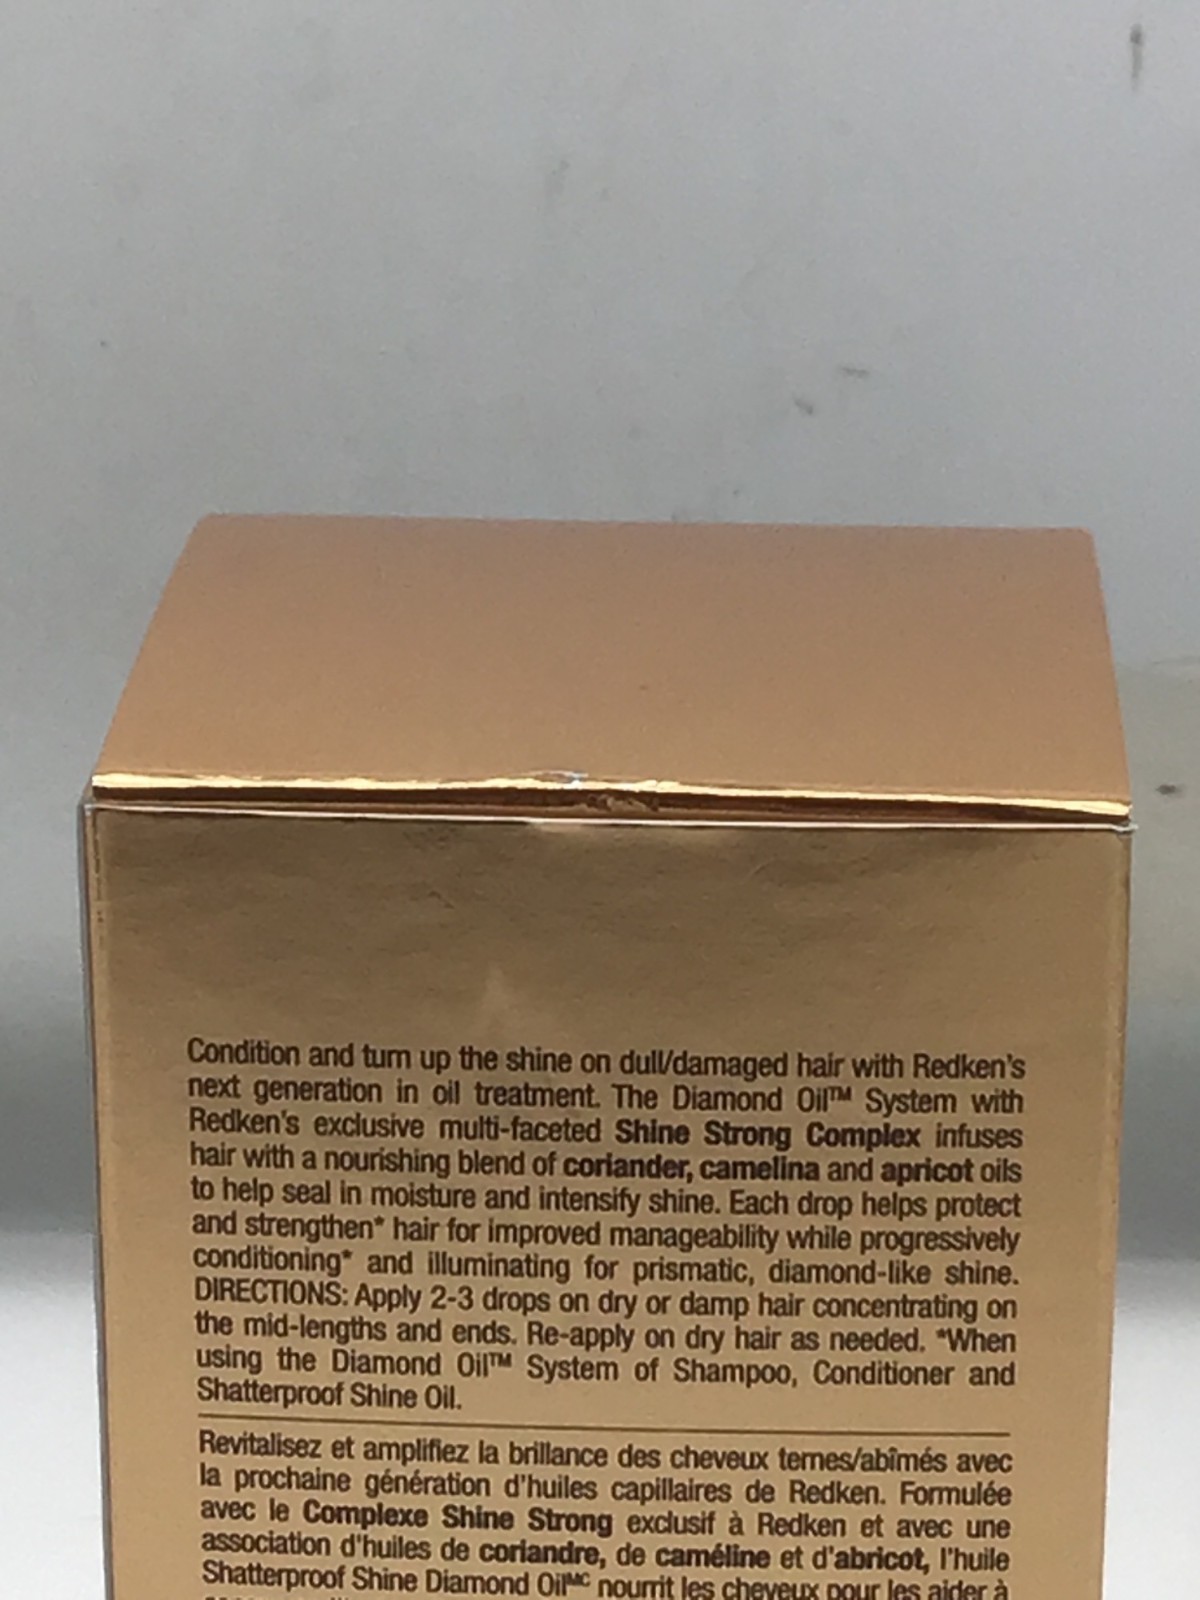 Condition and turn up the shine on dull/damaged hair with Redken's
next generation in oil treatment. The Diamond Oil™ System with
Redken's exclusive multi-faceted Shine Strong Complex infuses
hair with a nourishing blend of coriander, camelina and apricot oils
to help seal in moisture and intensify shine. Each drop helps protect
and strengthen* hair for improved manageability while progressively
conditioning* and illuminating for prismatic, diamond-like shine.
DIRECTIONS: Apply 2-3 drops on dry or damp hair concentrating on
the mid-lengths and ends. Re-apply on dry hair as needed. *When
using the Diamond Oil™ System of Shampoo, Conditioner and
Shatterproof Shine Oil.
Revitalisez et amplifiez la brillance des cheveux ternes/abîmés avec
la prochaine génération d'huiles capillaires de Redken. Formulée
avec le Complexe Shine Strong exclusif à Redken et avec une
association d'huiles de coriandre, de caméline et d'abricot, l'huile
Shatterproof Shine Diamond Oil ᴹᶜ nourrit les cheveux pour les aider à